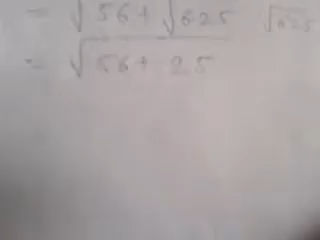 = √56 + √625 √625
= √56 + 25